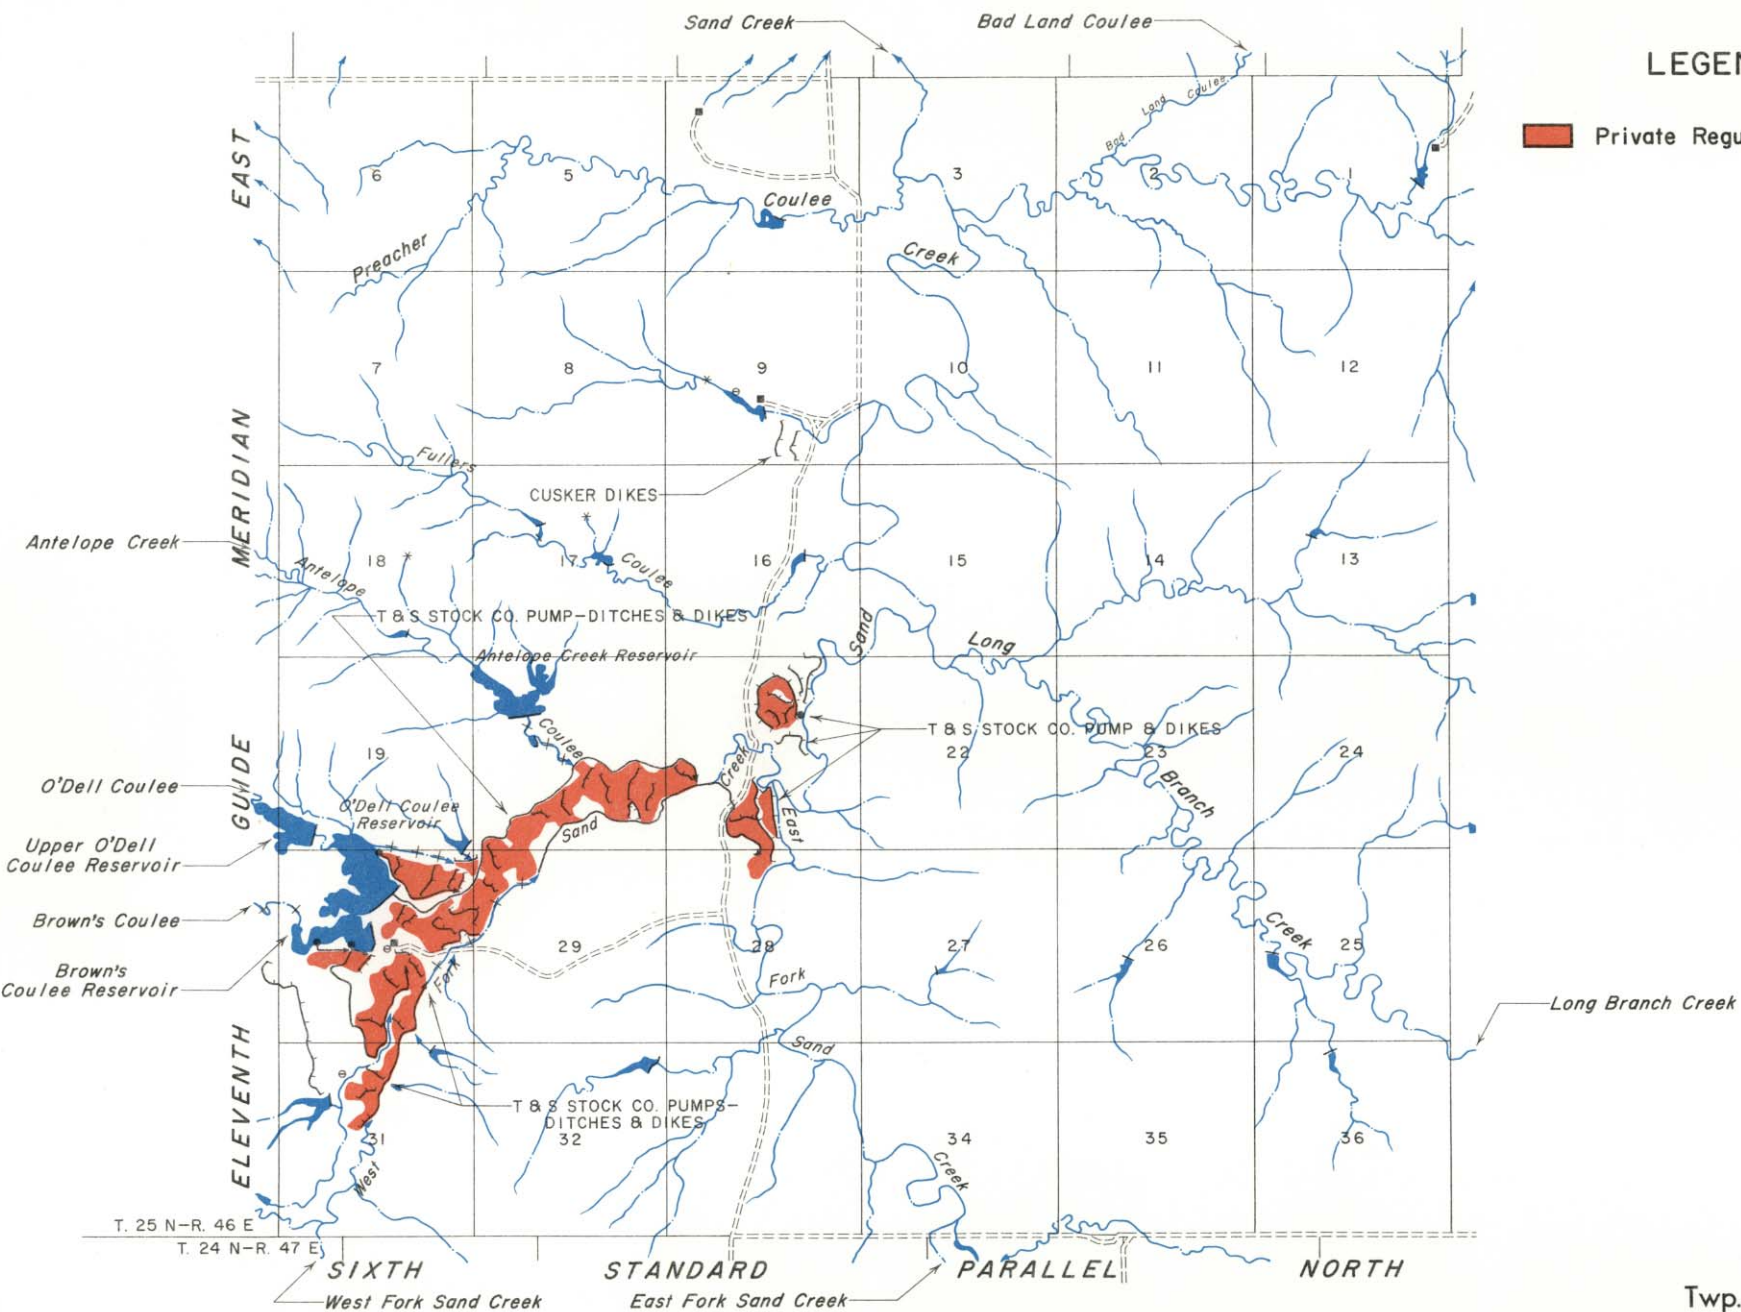 Sand Creek
Bad Land Coulee
LEGEN
Private Regu
EAST
MERIDIAN
GUIDE
ELEVENTH
Bad Land Coulee
6
5
3
2
1
Coulee
Preacher
Creek
7
8
9
10
11
12
Fullers
CUSKER DIKES
Antelope Creek
Antelope
18
17
Coulee
16
15
14
13
T & S STOCK CO. PUMP-DITCHES & DIKES
Sand
Long
Antelope Creek Reservoir
Coulee
T & S STOCK CO. PUMP & DIKES
19
Creek
22
23
24
O'Dell Coulee
O'Dell Coulee
Reservoir
Sand
East
Branch
Upper O'Dell
Coulee Reservoir
Brown's Coulee
Creek
29
28
27
26
25
Brown's
Coulee Reservoir
Fork
Fork
Long Branch Creek
Sand
T & S STOCK CO. PUMPS-
DITCHES & DIKES
31
32
34
35
36
West
Creek
T. 25 N-R. 46 E
T. 24 N-R. 47 E
SIXTH STANDARD PARALLEL NORTH
West Fork Sand Creek
East Fork Sand Creek
Twp.